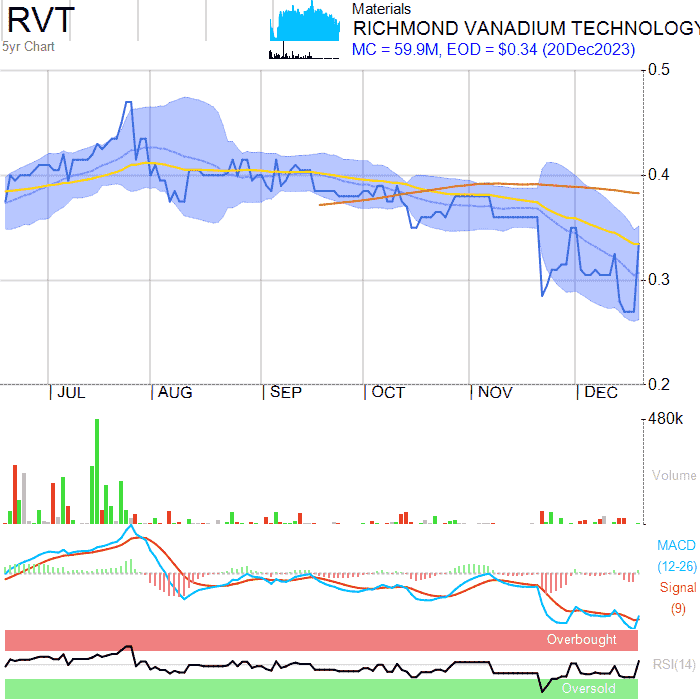 RVT
5yr Chart
Materials
RICHMOND VANADIUM TECHNOLOGY
MC = 59.9M, EOD = $0.34 (20Dec2023)
0.5
0.4
0.3
0.2
JUL
AUG
SEP
OCT
NOV
DEC
480k
Volume
MACD
(12-26)
Signal
(9)
Overbought
RSI(14)
Oversold